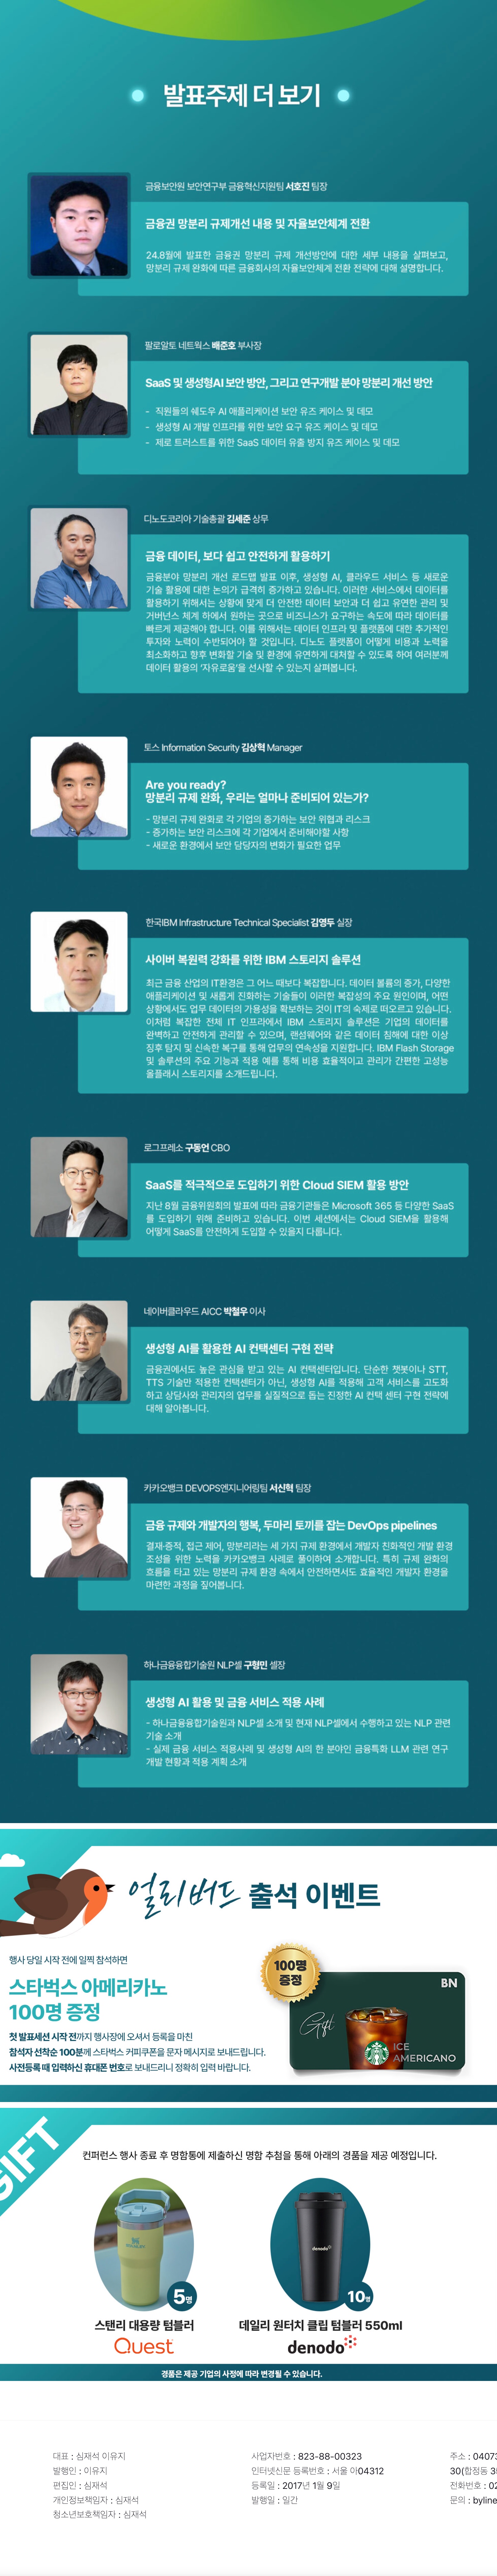 발표주제 더 보기
금융보안원 보안연구부 금융혁신지원팀 서호진 팀장
금융권 망분리 규제개선 내용 및 자율보안체계 전환
24.8월에 발표한 금융권 망분리 규제 개선방안에 대한 세부 내용을 살펴보고,
망분리 규제 완화에 따른 금융회사의 자율보안체계 전환 전략에 대해 설명합니다.
팔로알토 네트웍스 배준호 부사장
SaaS 및 생성형AI 보안 방안, 그리고 연구개발 분야 망분리 개선 방안
- 직원들의 쉐도우 AI 애플리케이션 보안 유즈 케이스 및 데모
- 생성형 AI 개발 인프라를 위한 보안 요구 유즈 케이스 및 데모
- 제로 트러스트를 위한 SaaS 데이터 유출 방지 유즈 케이스 및 데모
디노도코리아 기술총괄 김세준 상무
금융 데이터, 보다 쉽고 안전하게 활용하기
금융분야 망분리 개선 로드맵 발표 이후, 생성형 AI, 클라우드 서비스 등 새로운
기술 활용에 대한 논의가 급격히 증가하고 있습니다. 이러한 서비스에서 데이터를
활용하기 위해서는 상황에 맞게 더 안전한 데이터 보안과 더 쉽고 유연한 관리 및
거버넌스 체계 하에서 원하는 곳으로 비즈니스가 요구하는 속도에 따라 데이터를
빠르게 제공해야 합니다. 이를 위해서는 데이터 인프라 및 플랫폼에 대한 추가적인
투자와 노력이 수반되어야 할 것입니다. 디노도 플랫폼이 어떻게 비용과 노력을
최소화하고 향후 변화할 기술 및 환경에 유연하게 대처할 수 있도록 하여 여러분께
데이터 활용의 '자유로움'을 선사할 수 있는지 살펴봅니다.
토스 Information Security 김상혁 Manager
Are you ready?
망분리 규제 완화, 우리는 얼마나 준비되어 있는가?
- 망분리 규제 완화로 각 기업의 증가하는 보안 위협과 리스크
- 증가하는 보안 리스크에 각 기업에서 준비해야할 사항
- 새로운 환경에서 보안 담당자의 변화가 필요한 업무
한국IBM Infrastructure Technical Specialist 김영두 실장
사이버 복원력 강화를 위한 IBM 스토리지 솔루션
최근 금융 산업의 IT환경은 그 어느 때보다 복잡합니다. 데이터 볼륨의 증가, 다양한
애플리케이션 및 새롭게 진화하는 기술들이 이러한 복잡성의 주요 원인이며, 어떤
상황에서도 업무 데이터의 가용성을 확보하는 것이 IT의 숙제로 떠오르고 있습니다.
이처럼 복잡한 전체 IT 인프라에서 IBM 스토리지 솔루션은 기업의 데이터를
완벽하고 안전하게 관리할 수 있으며, 랜섬웨어와 같은 데이터 침해에 대한 이상
징후 탐지 및 신속한 복구를 통해 업무의 연속성을 지원합니다. IBM Flash Storage
및 솔루션의 주요 기능과 적용 예를 통해 비용 효율적이고 관리가 간편한 고성능
올플래시 스토리지를 소개드립니다.
로그프레소 구동언 CBO
SaaS를 적극적으로 도입하기 위한 Cloud SIEM 활용 방안
지난 8월 금융위원회의 발표에 따라 금융기관들은 Microsoft 365 등 다양한 SaaS
를 도입하기 위해 준비하고 있습니다. 이번 세션에서는 Cloud SIEM을 활용해
어떻게 SaaS를 안전하게 도입할 수 있을지 다룹니다.
네이버클라우드 AICC 박철우 이사
생성형 AI를 활용한 AI 컨택센터 구현 전략
금융권에서도 높은 관심을 받고 있는 AI 컨택센터입니다. 단순한 챗봇이나 STT,
TTS 기술만 적용한 컨택센터가 아닌, 생성형 AI를 적용해 고객 서비스를 고도화
하고 상담사와 관리자의 업무를 실질적으로 돕는 진정한 AI 컨택 센터 구현 전략에
대해 알아봅니다.
카카오뱅크 DEVOPS엔지니어링팀 서신혁 팀장
금융 규제와 개발자의 행복, 두마리 토끼를 잡는 DevOps pipelines
결재·증적, 접근 제어, 망분리라는 세 가지 규제 환경에서 개발자 친화적인 개발 환경
조성을 위한 노력을 카카오뱅크 사례로 풀이하여 소개합니다. 특히 규제 완화의
흐름을 타고 있는 망분리 규제 환경 속에서 안전하면서도 효율적인 개발자 환경을
마련한 과정을 짚어봅니다.
하나금융융합기술원 NLP셀 구형민 셀장
생성형 AI 활용 및 금융 서비스 적용 사례
- 하나금융융합기술원과 NLP셀 소개 및 현재 NLP셀에서 수행하고 있는 NLP 관련
기술 소개
- 실제 금융 서비스 적용사례 및 생성형 AI의 한 분야인 금융특화 LLM 관련 연구
개발 현황과 적용 계획 소개
얼리버드 출석 이벤트
행사 당일 시작 전에 일찍 참석하면
스타벅스 아메리카노
100명 증정
첫 발표세션 시작 전까지 행사장에 오셔서 등록을 마친
참석자 선착순 100분께 스타벅스 커피쿠폰을 문자 메시지로 보내드립니다.
사전등록 때 입력하신 휴대폰 번호로 보내드리니 정확히 입력 바랍니다.
100명
증정
BN
Gift
ICE
AMERICANO
GIFT
컨퍼런스 행사 종료 후 명함통에 제출하신 명함 추첨을 통해 아래의 경품을 제공 예정입니다.
STANLEY
denodo
5명
10명
스탠리 대용량 텀블러
데일리 원터치 클립 텀블러 550ml
Quest
denodo
경품은 제공 기업의 사정에 따라 변경될 수 있습니다.
대표 : 심재석 이유지
발행인 : 이유지
편집인 : 심재석
개인정보책임자 : 심재석
청소년보호책임자 : 심재석
사업자번호 : 823-88-00323
인터넷신문 등록번호 : 서울 아04312
등록일 : 2017년 1월 9일
발행일 : 일간
주소 : 0407
30(합정동 3
전화번호 : 02
문의 : byline